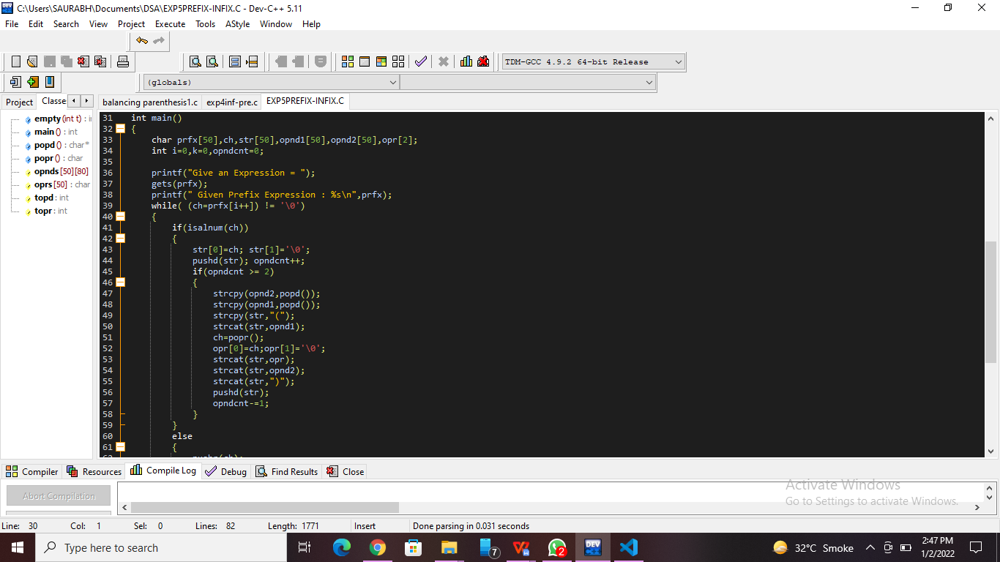 C:\Users\SAURABH\Documents\DSA\EXP5PREFIX-INFIX.C - Dev-C++ 5.11
File Edit Search View Project Execute Tools AStyle Window Help
TDM-GCC 4.9.2 64-bit Release
(globals)
Project Classe
balancing parenthesis1.c exp4inf-pre.c EXP5PREFIX-INFIX.C
empty (int t) : i
main () : int
popd () : char*
popr () : char
opnds [50][80]
oprs [50] : char
topd : int
topr : int
31 int main()
32 {
33 char prfx[50],ch,str[50],opnd1[50],opnd2[50],opr[2];
34 int i=0,k=0,opndcnt=0;
35
36 printf("Give an Expression = ");
37 gets(prfx);
38 printf(" Given Prefix Expression : %s\n",prfx);
39 while( (ch=prfx[i++]) != '\0')
40 {
41 if(isalnum(ch))
42 {
43 str[0]=ch; str[1]='\0';
44 pushd(str); opndcnt++;
45 if(opndcnt >= 2)
46 {
47 strcpy(opnd2,popd());
48 strcpy(opnd1,popd());
49 strcpy(str,"(");
50 strcat(str,opnd1);
51 ch=popr();
52 opr[0]=ch;opr[1]='\0';
53 strcat(str,opr);
54 strcat(str,opnd2);
55 strcat(str,")");
56 pushd(str);
57 opndcnt-=1;
58 }
59 }
60 else
61 {
Compiler Resources Compile Log Debug Find Results Close
Abort Compilation
Activate Windows
Go to Settings to activate Windows.
Line: 30 Col: 1 Sel: 0 Lines: 82 Length: 1771 Insert Done parsing in 0.031 seconds
Type here to search
7
2
DEV
32°C Smoke
2:47 PM
1/2/2022